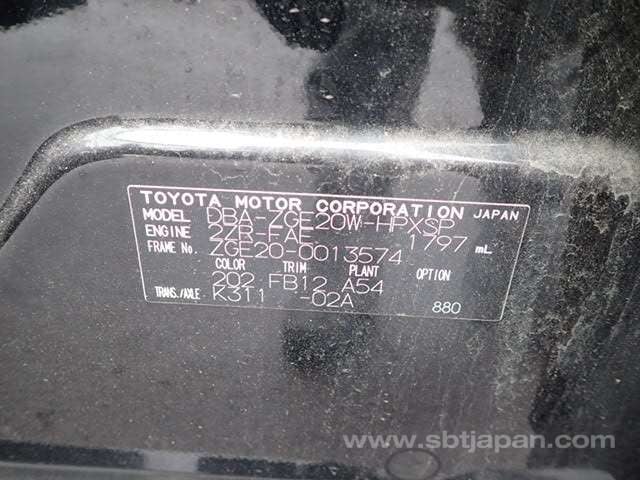 TOYOTA MOTOR CORPORATION JAPAN
MODEL DBA-ZGE20W-HPXSP
ENGINE 2ZR-FAE 1797 mL
FRAME No. ZGE20-0013574
COLOR TRIM PLANT OPTION
202 FB12 A54
TRANS./AXLE K311 -02A 880
www.sbtjapan.com